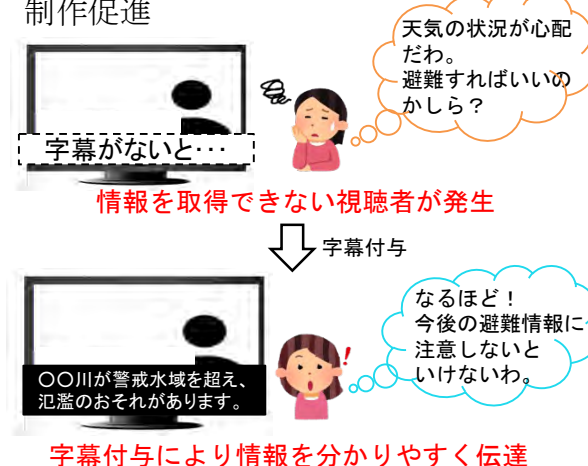 制作促進
天気の状況が心配
だわ。
避難すればいいの
かしら？
字幕がないと･･･
情報を取得できない視聴者が発生
字幕付与
なるほど！
今後の避難情報に
注意しないと
いけないわ。
〇〇川が警戒水域を超え、
氾濫のおそれがあります。
字幕付与により情報を分かりやすく伝達